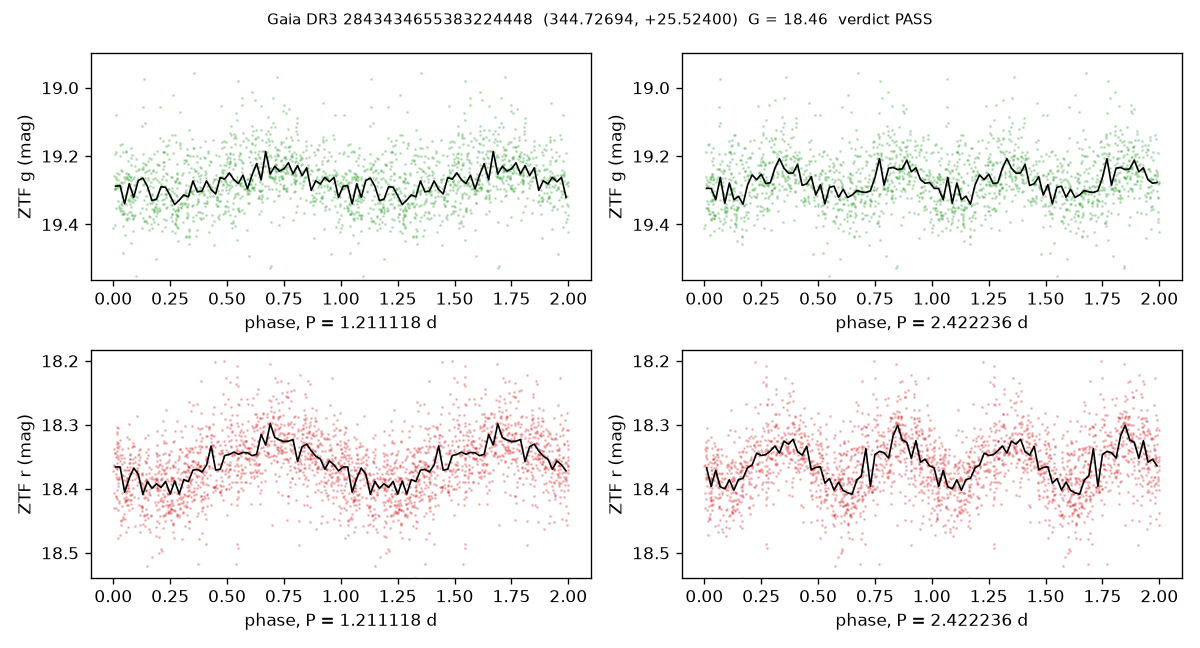 Gaia DR3 2843434655383224448 (344.72694, +25.52400) G = 18.46 verdict PASS
ZTF g (mag)
19.0
19.2
19.4
0.00 0.25 0.50 0.75 1.00 1.25 1.50 1.75 2.00
phase, P = 1.211118 d
ZTF g (mag)
19.0
19.2
19.4
0.00 0.25 0.50 0.75 1.00 1.25 1.50 1.75 2.00
phase, P = 2.422236 d
ZTF r (mag)
18.2
18.3
18.4
18.5
0.00 0.25 0.50 0.75 1.00 1.25 1.50 1.75 2.00
phase, P = 1.211118 d
ZTF r (mag)
18.2
18.3
18.4
18.5
0.00 0.25 0.50 0.75 1.00 1.25 1.50 1.75 2.00
phase, P = 2.422236 d